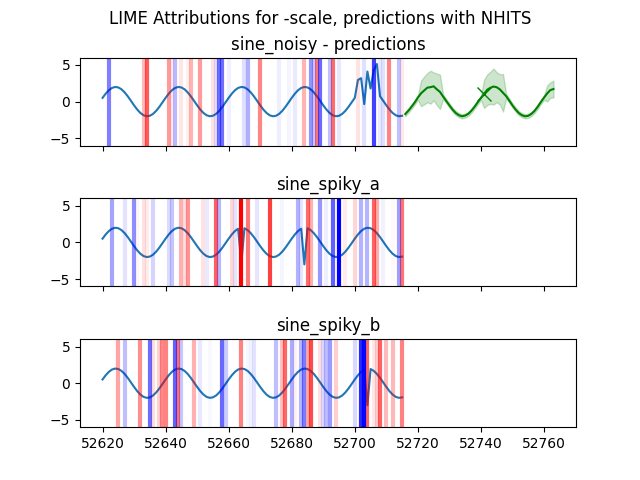 LIME Attributions for -scale, predictions with NHITS
sine_noisy - predictions
5
0
−5
sine_spiky_a
5
0
−5
sine_spiky_b
5
0
−5
52620 52640 52660 52680 52700 52720 52740 52760